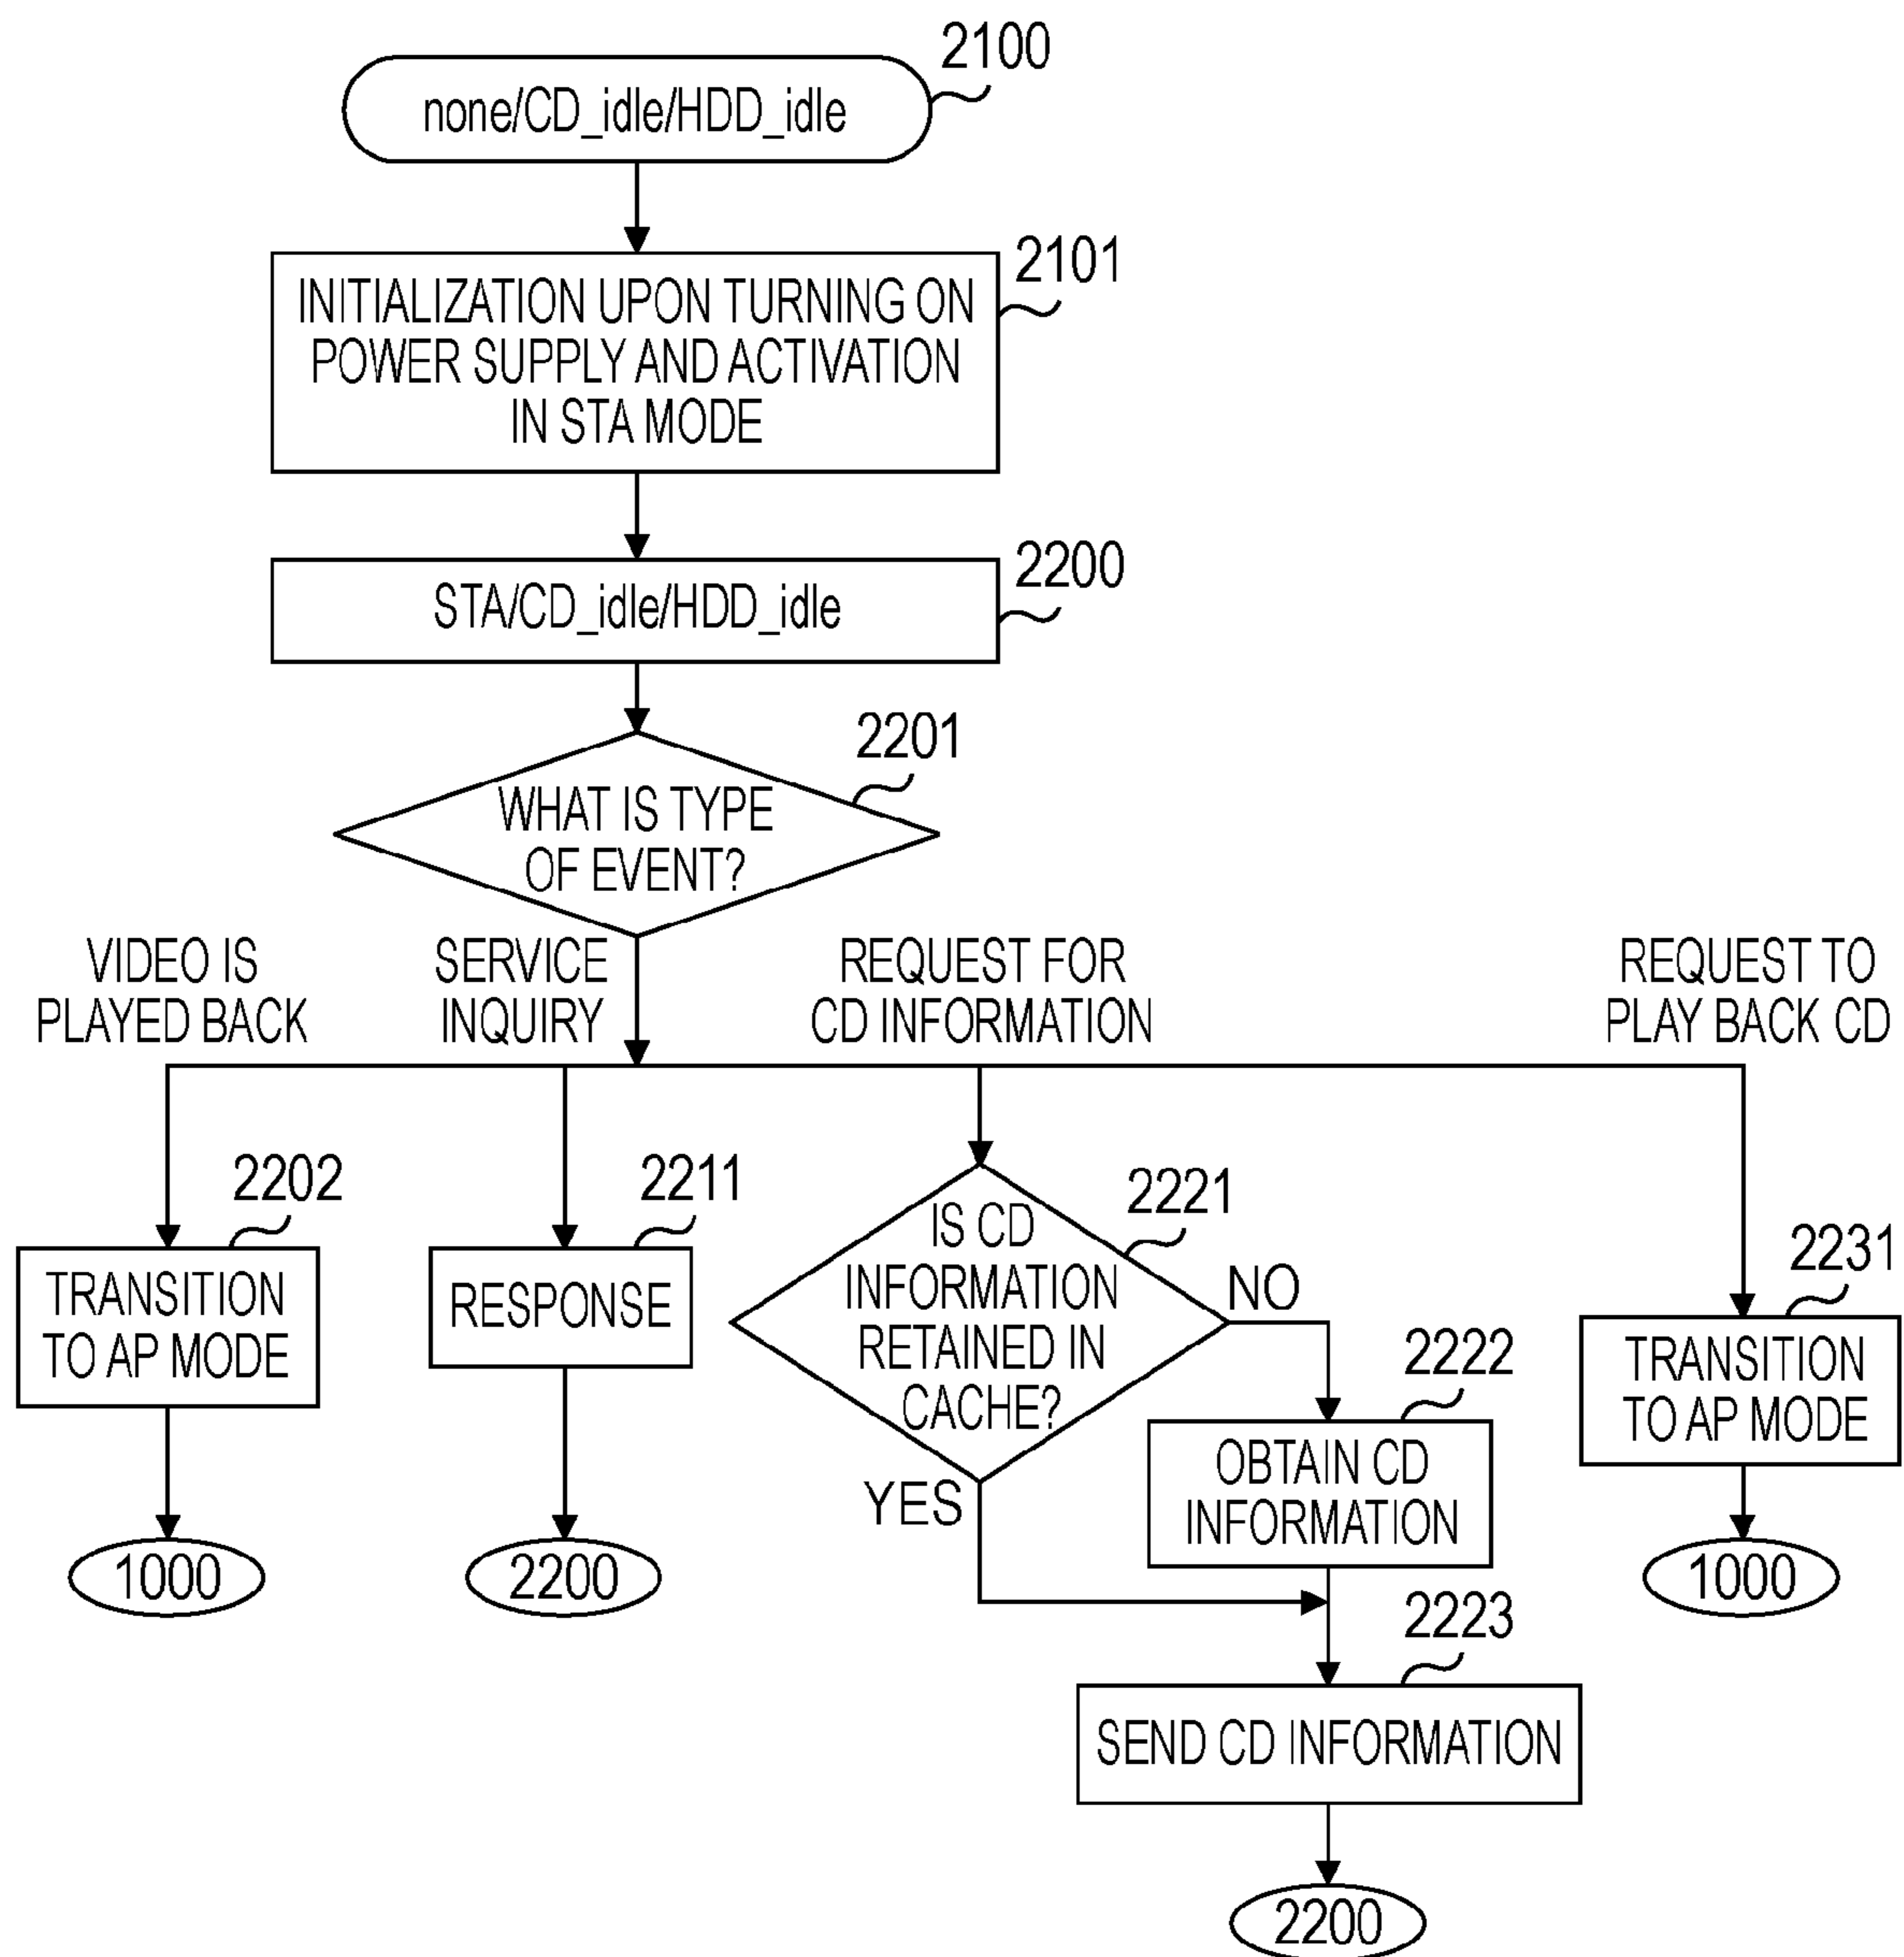 2100
none/CD_idle/HDD_idle
2101
INITIALIZATION UPON TURNING ON
POWER SUPPLY AND ACTIVATION
IN STA MODE
2200
STA/CD_idle/HDD_idle
2201
WHAT IS TYPE
OF EVENT?
VIDEO IS
PLAYED BACK
SERVICE
INQUIRY
REQUEST FOR
CD INFORMATION
REQUEST TO
PLAY BACK CD
2202
TRANSITION
TO AP MODE
1000
2211
RESPONSE
2200
2221
IS CD
INFORMATION
RETAINED IN
CACHE?
NO
YES
2222
OBTAIN CD
INFORMATION
2223
SEND CD INFORMATION
2200
2231
TRANSITION
TO AP MODE
1000